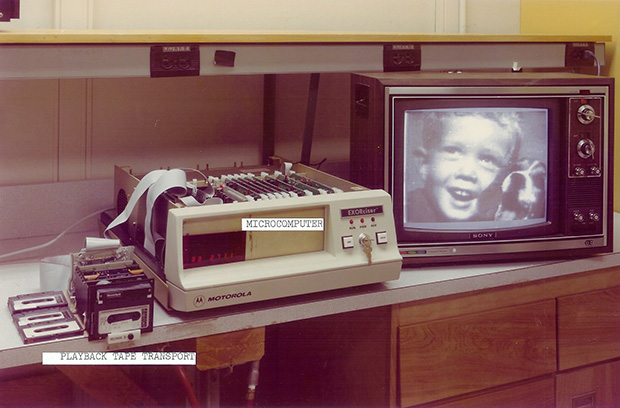 MICROCOMPUTER
EXORciser
MOTOROLA
SONY
PLAYBACK TAPE TRANSPORT